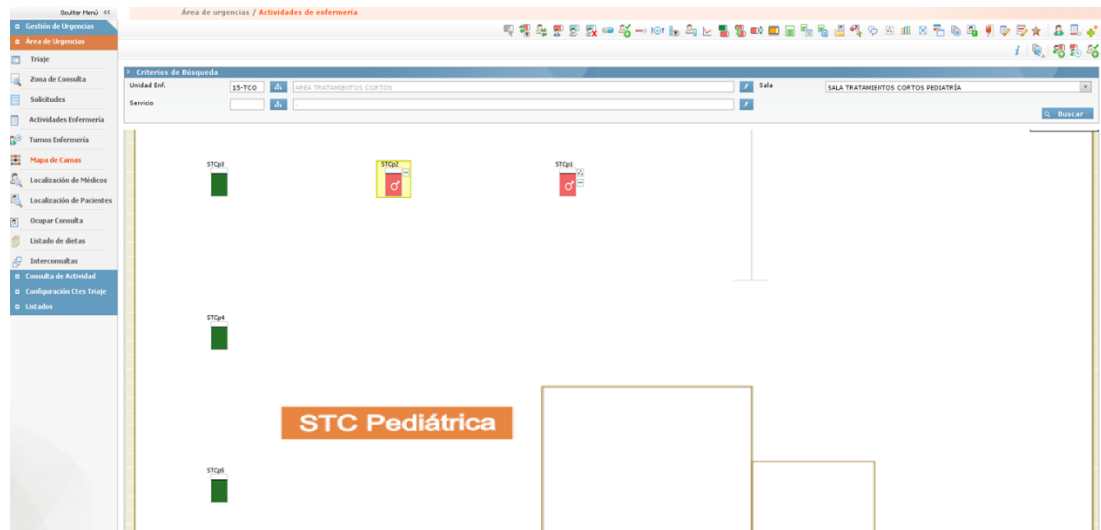 Ocultar Menú <<
Área de urgencias / Actividades de enfermería
Gestión de Urgencias
Área de Urgencias
Triaje
Zona de Consulta
Solicitudes
Actividades Enfermería
Turnos Enfermería
Mapa de Camas
Localización de Médicos
Localización de Pacientes
Ocupar Consulta
Listado de dietas
Interconsultas
Consulta de Actividad
Configuración Ctes Triaje
Listados
Criterios de Búsqueda
Unidad Enf. 15-TCO AREA TRATAMIENTOS CORTOS Sala SALA TRATAMIENTOS CORTOS PEDIATRÍA
Servicio -
Buscar
STCp3 STCp2 STCp1
STCp4
STC Pediátrica
STCp5